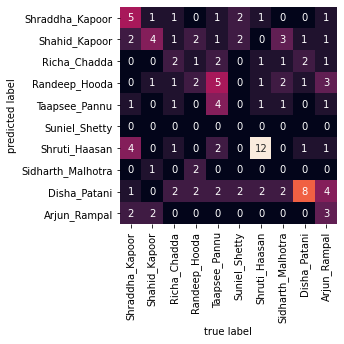 predicted label
Shraddha_Kapoor 5 1 1 0 1 2 1 0 0 1
Shahid_Kapoor 2 4 1 2 1 2 0 3 1 1
Richa_Chadda 0 0 2 1 2 0 1 1 2 1
Randeep_Hooda 0 1 1 2 5 0 1 2 1 3
Taapsee_Pannu 1 0 1 0 4 0 1 1 0 1
Suniel_Shetty 0 0 0 0 0 0 0 0 0 0
Shruti_Haasan 4 0 1 0 2 0 12 0 1 1
Sidharth_Malhotra 0 1 0 2 0 0 0 0 0 0
Disha_Patani 1 0 2 2 2 2 2 2 8 4
Arjun_Rampal 2 2 0 0 0 0 0 0 0 3
Shraddha_Kapoor
Shahid_Kapoor
Richa_Chadda
Randeep_Hooda
Taapsee_Pannu
Suniel_Shetty
Shruti_Haasan
Sidharth_Malhotra
Disha_Patani
Arjun_Rampal
true label